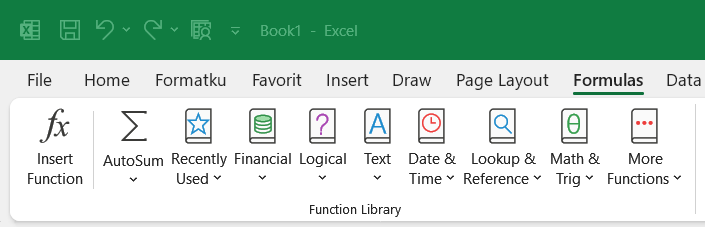 Book1 - Excel
File Home Formatku Favorit Insert Draw Page Layout Formulas Data
fx Insert Function
AutoSum
Recently Used
Financial
Logical
Text
Date & Time
Lookup & Reference
Math & Trig
More Functions
Function Library